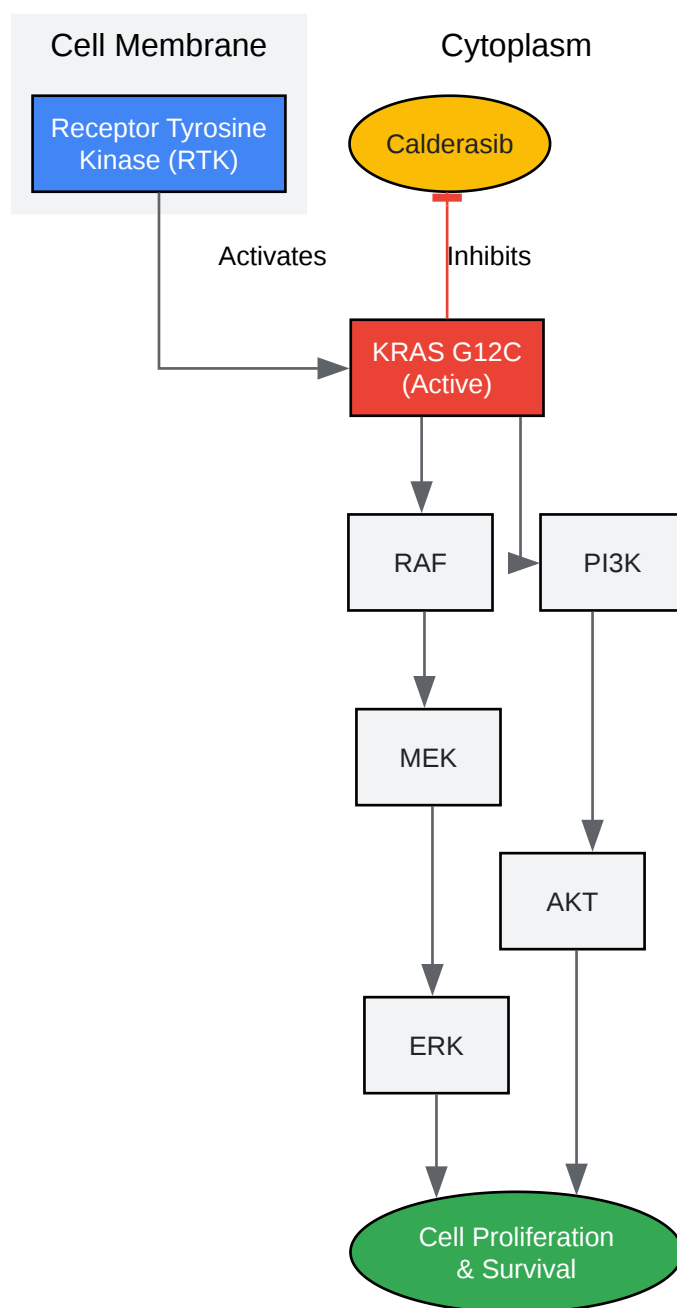 Cell Membrane
Cytoplasm
Receptor Tyrosine
Kinase (RTK)
Calderasib
Activates
Inhibits
KRAS G12C
(Active)
RAF
PI3K
MEK
AKT
ERK
Cell Proliferation
& Survival